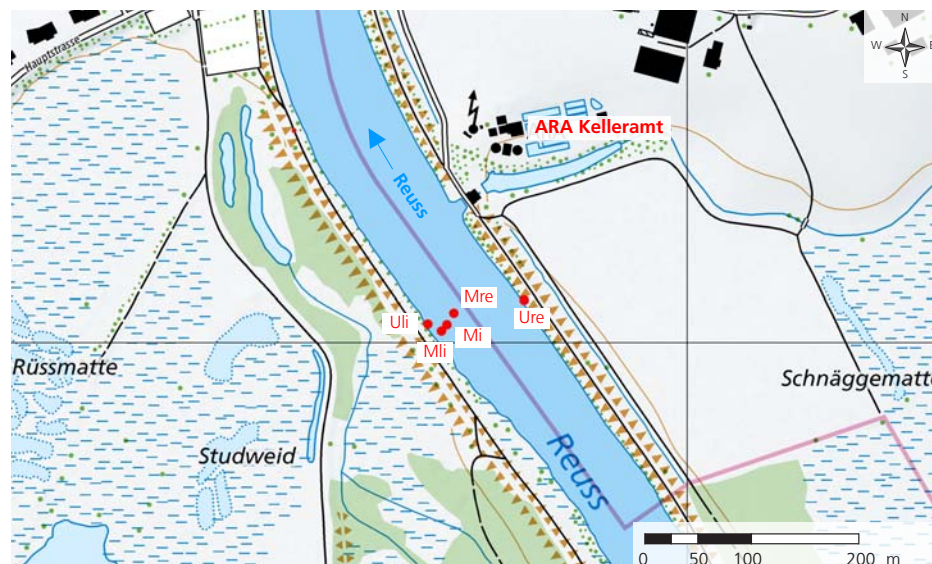 Hauptstrasse
N
W E
S
ARA Kelleramt
Reuss
Mre
Uli
Ure
Mi
Mli
Rüssmatte
Schnäggematte
Studweid
Reuss
0 50 100 200 m